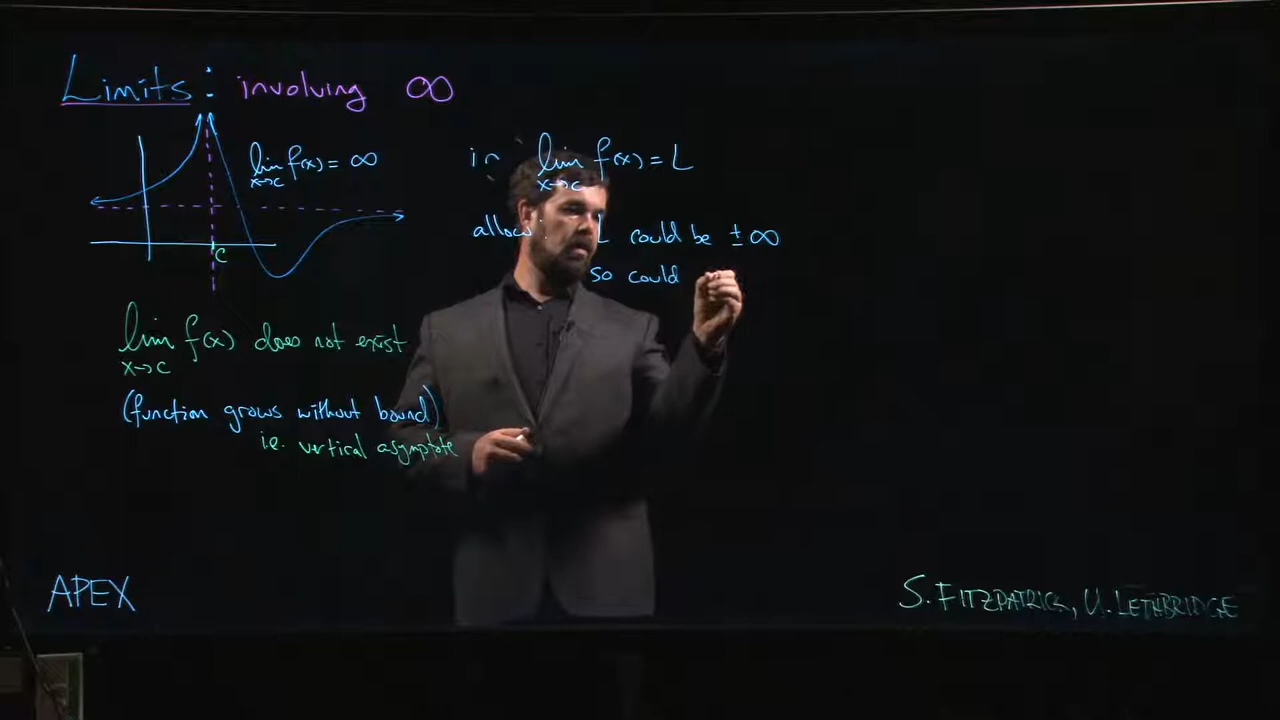 Limits: involving ∞
lim f(x) = ∞
x→c
c
lim f(x) does not exist
x→c
(function grows without bound)
i.e. vertical asymptote
in lim f(x) = L
x→c
allow: L could be ± ∞
so could
APEX
S. FITZPATRICK, U. LETHBRIDGE